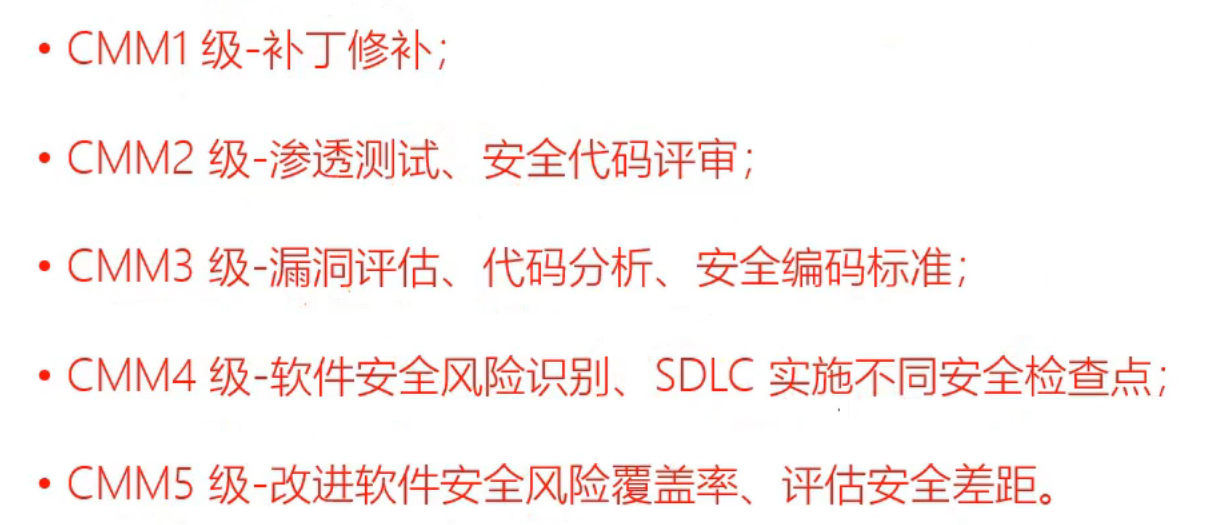 • CMM1 级-补丁修补；
• CMM2 级-渗透测试、安全代码评审；
• CMM3 级-漏洞评估、代码分析、安全编码标准；
• CMM4 级-软件安全风险识别、SDLC 实施不同安全检查点；
• CMM5 级-改进软件安全风险覆盖率、评估安全差距。